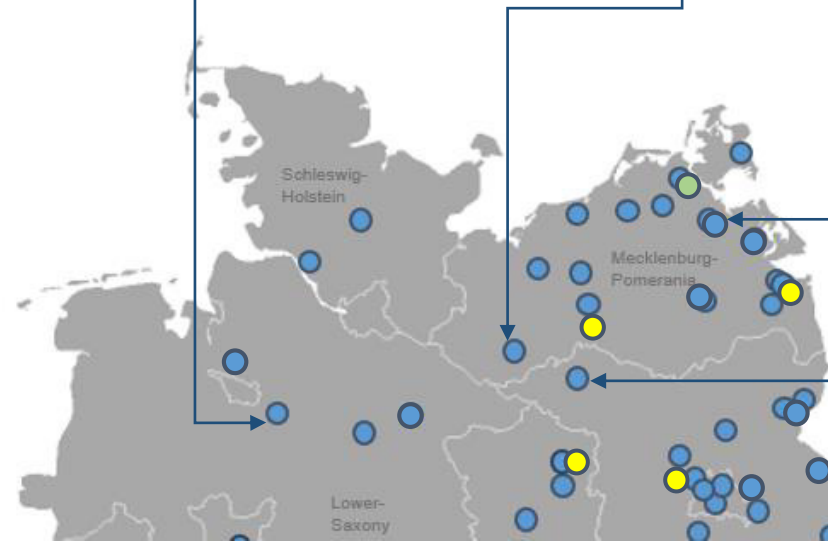 Schleswig-
Holstein
Mecklenburg-
Pomerania
Lower-
Saxony